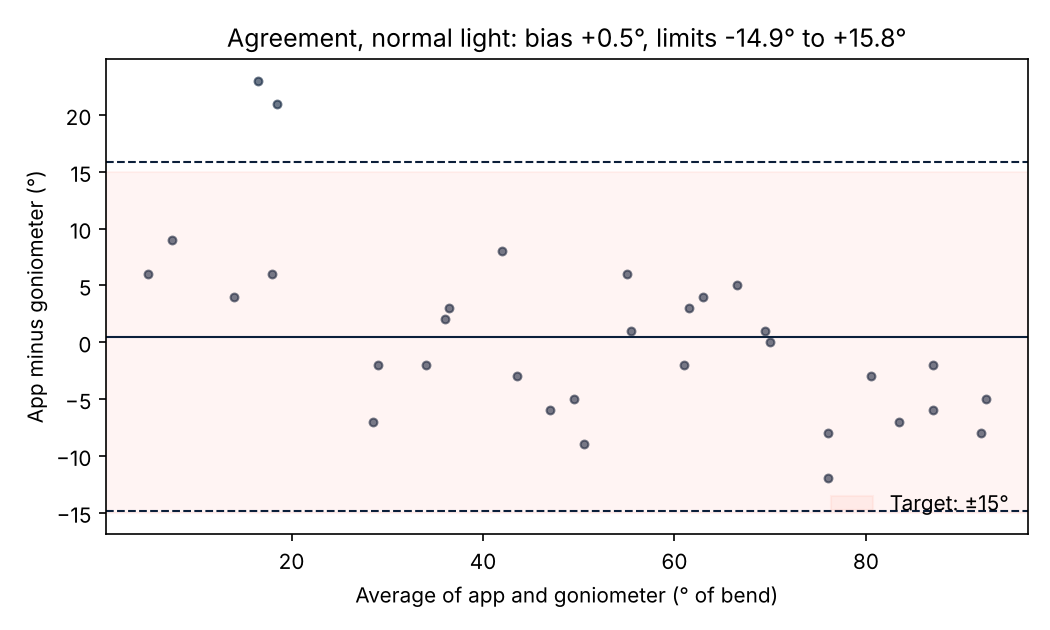 Agreement, normal light: bias +0.5°, limits -14.9° to +15.8°
App minus goniometer (°)
20
15
10
5
0
−5
−10
−15
Target: ±15°
20 40 60 80
Average of app and goniometer (° of bend)